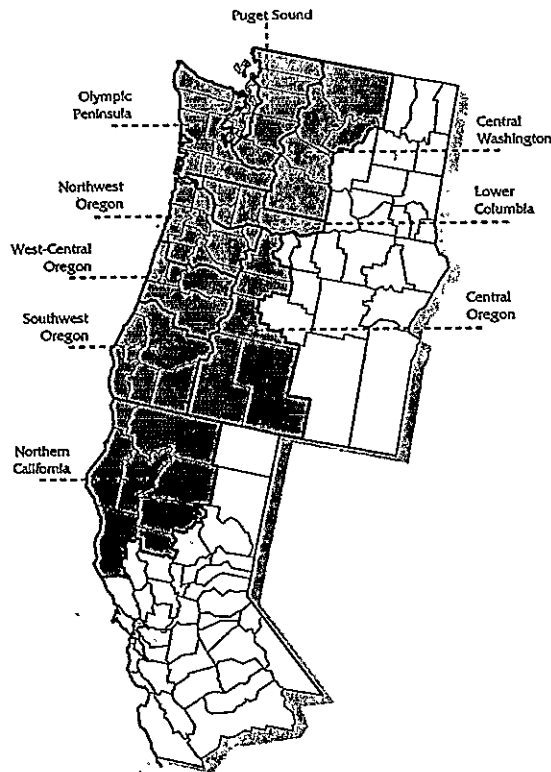 Puget Sound
Olympic
Peninsula
Central
Washington
Northwest
Oregon
Lower
Columbia
West-Central
Oregon
Central
Oregon
Southwest
Oregon
Northern
California